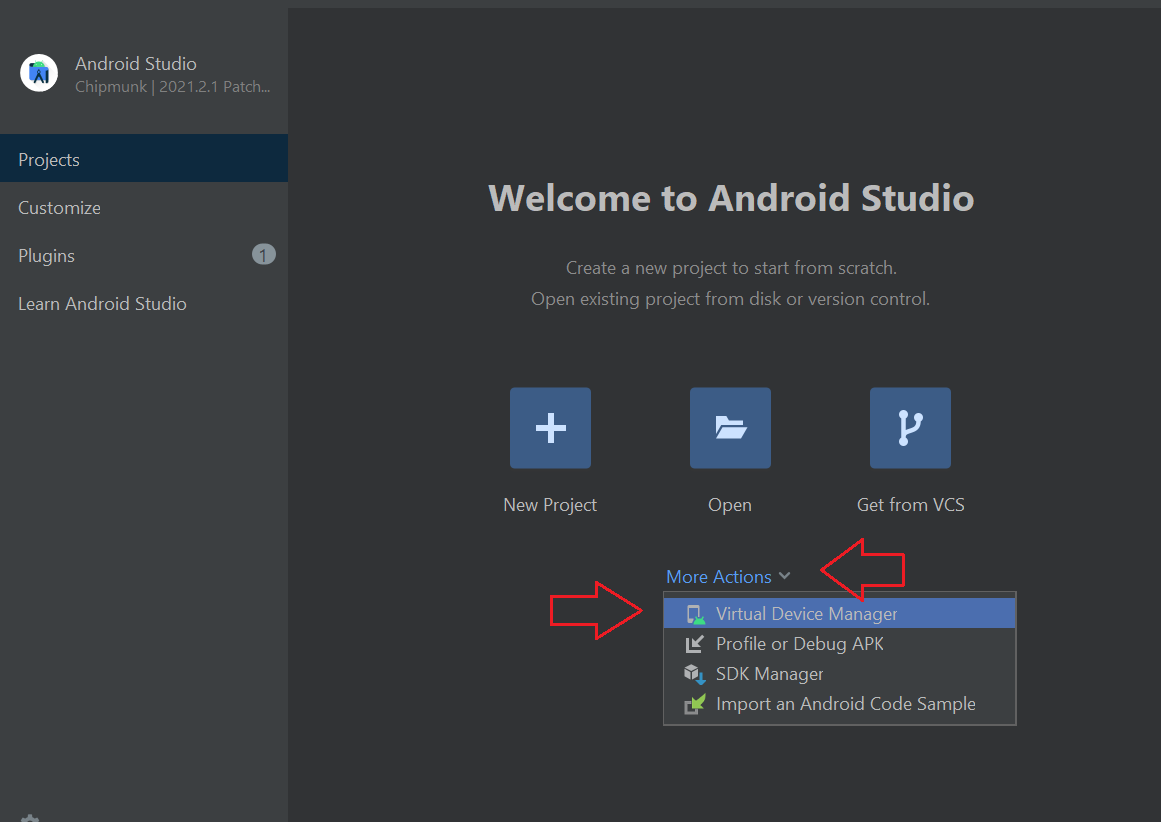 Android Studio
Chipmunk | 2021.2.1 Patch...
Projects
Customize
Plugins
1
Learn Android Studio
Welcome to Android Studio
Create a new project to start from scratch.
Open existing project from disk or version control.
New Project
Open
Get from VCS
More Actions
Virtual Device Manager
Profile or Debug APK
SDK Manager
Import an Android Code Sample